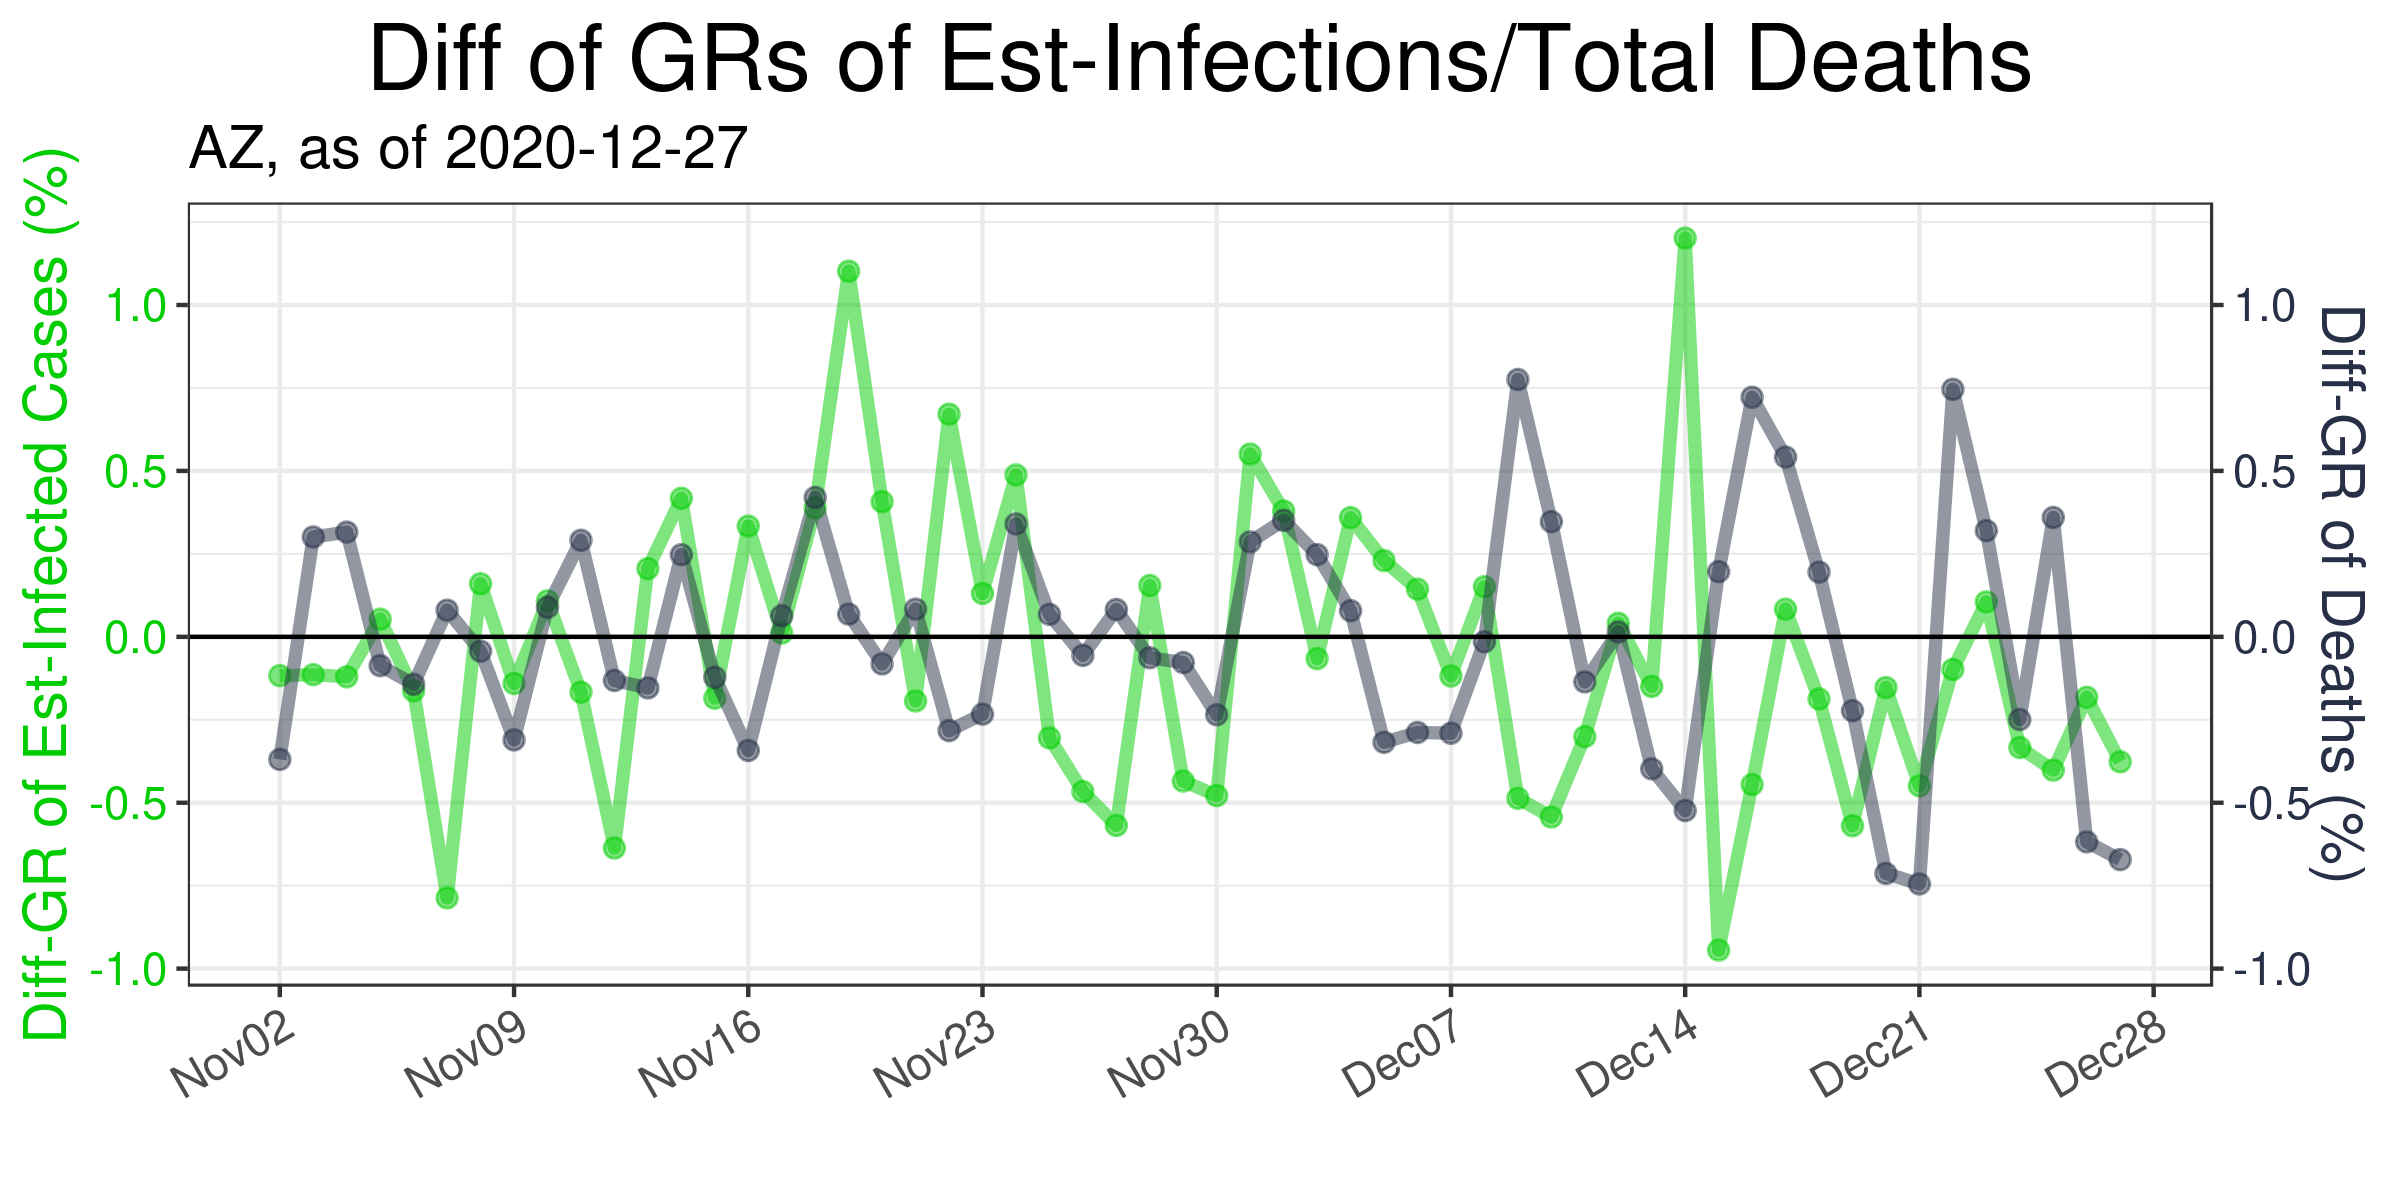 Diff of GRs of Est-Infections/Total Deaths
AZ, as of 2020-12-27
Diff-GR of Est-Infected Cases (%)
1.0
0.5
0.0
-0.5
-1.0
1.0
0.5
0.0
-0.5
-1.0
Diff-GR of Deaths (%)
Nov02
Nov09
Nov16
Nov23
Nov30
Dec07
Dec14
Dec21
Dec28